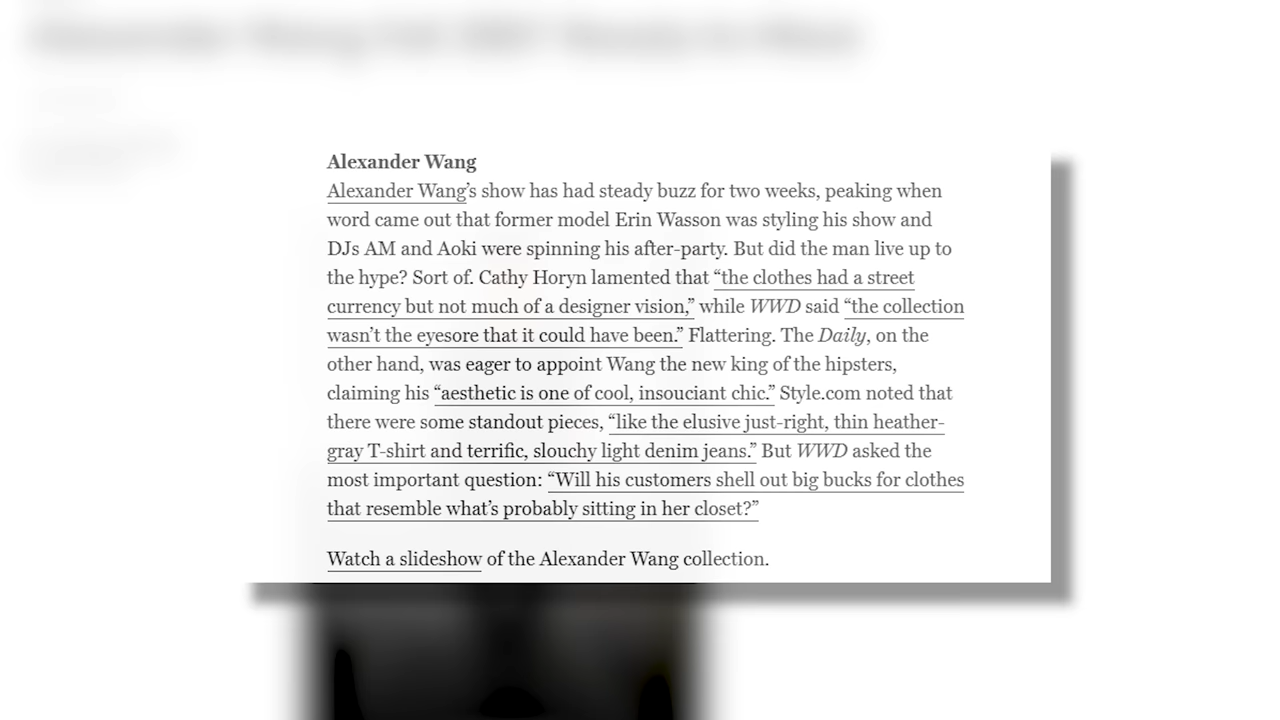 Alexander Wang
Alexander Wang’s show has had steady buzz for two weeks, peaking when
word came out that former model Erin Wasson was styling his show and
DJs AM and Aoki were spinning his after-party. But did the man live up to
the hype? Sort of. Cathy Horyn lamented that “the clothes had a street
currency but not much of a designer vision,” while WWD said “the collection
wasn’t the eyesore that it could have been.” Flattering. The Daily, on the
other hand, was eager to appoint Wang the new king of the hipsters,
claiming his “aesthetic is one of cool, insouciant chic.” Style.com noted that
there were some standout pieces, “like the elusive just-right, thin heather-
gray T-shirt and terrific, slouchy light denim jeans.” But WWD asked the
most important question: “Will his customers shell out big bucks for clothes
that resemble what’s probably sitting in her closet?”
Watch a slideshow of the Alexander Wang collection.